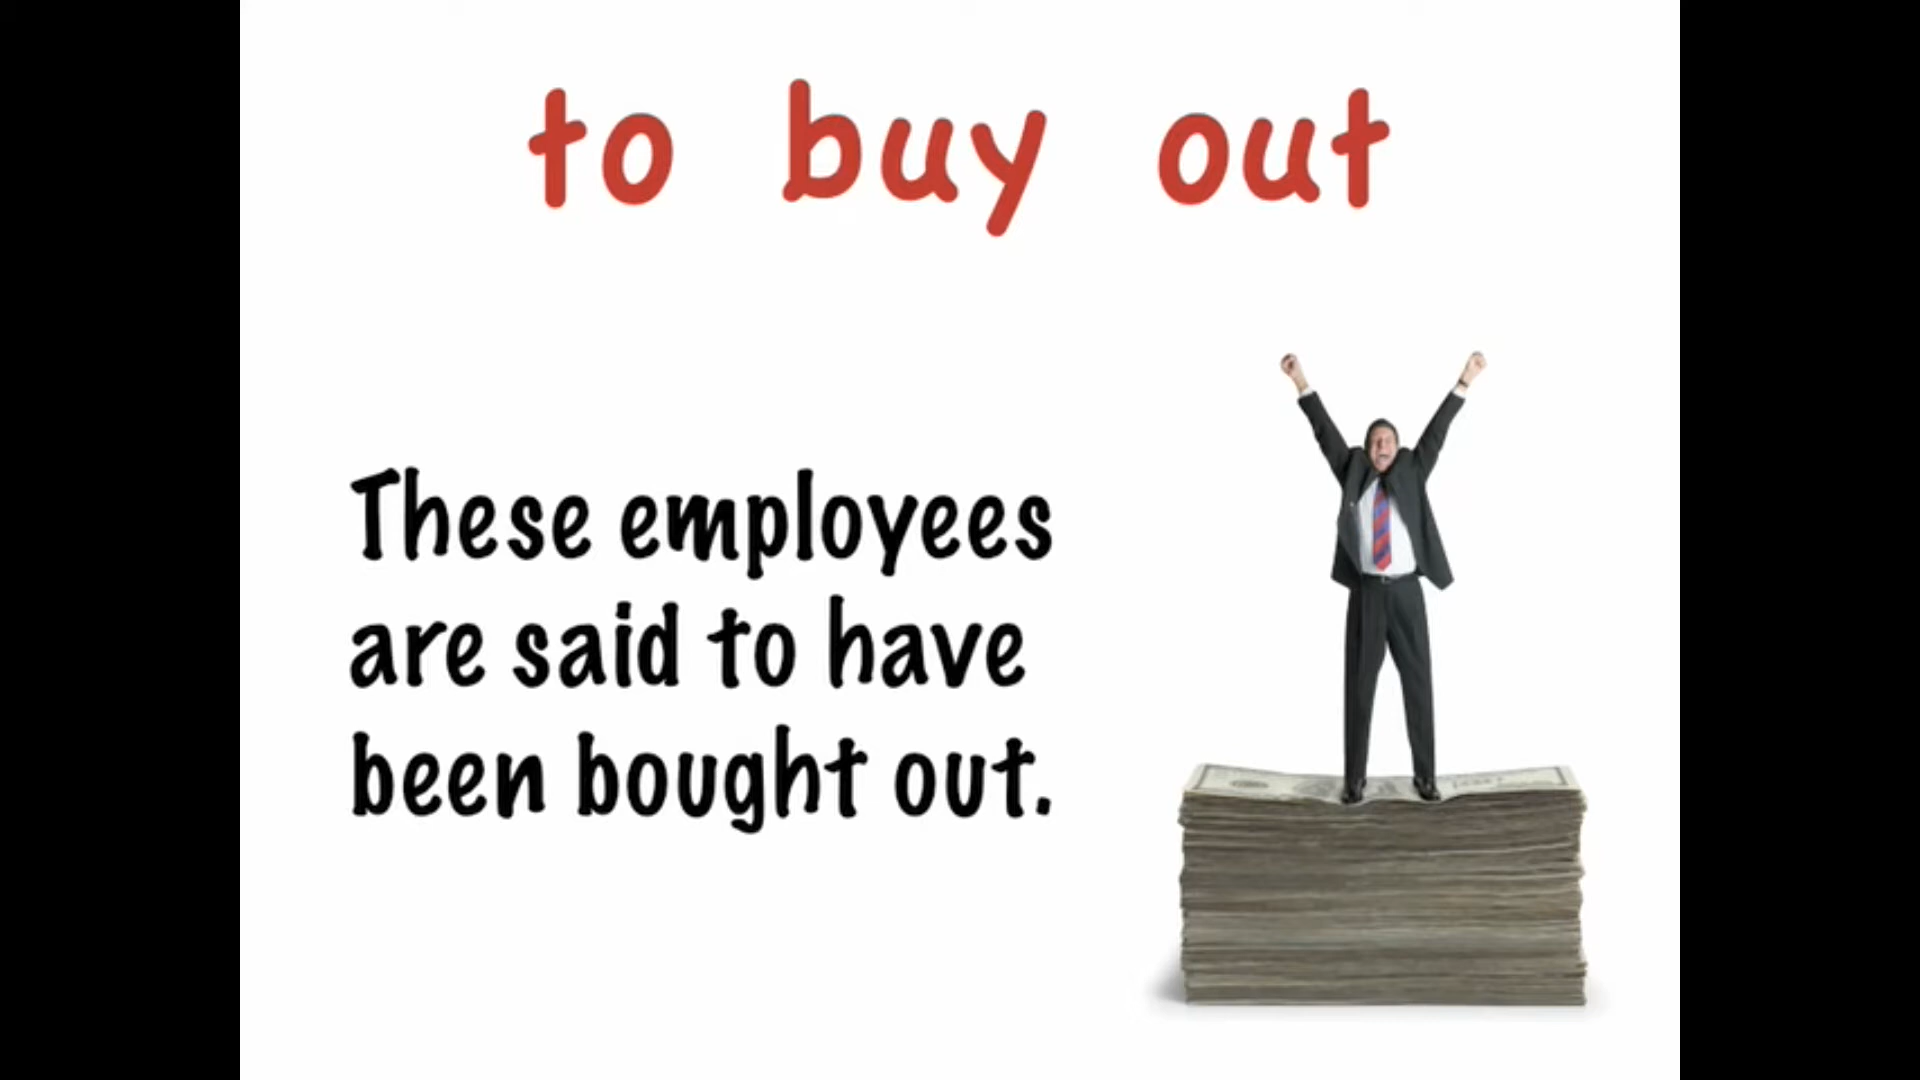 to buy out
These employees
are said to have
been bought out.